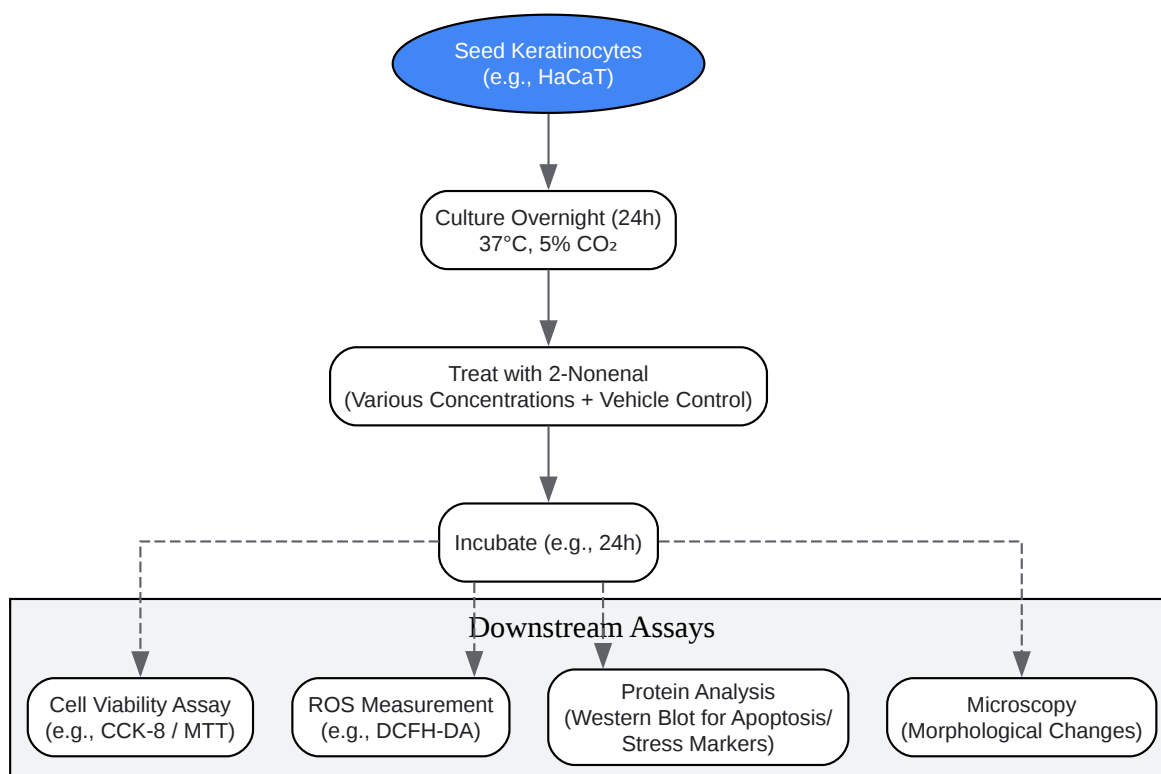 Seed Keratinocytes
(e.g., HaCaT)
Culture Overnight (24h)
37°C, 5% CO₂
Treat with 2-Nonenal
(Various Concentrations + Vehicle Control)
Incubate (e.g., 24h)
Downstream Assays
Cell Viability Assay
(e.g., CCK-8 / MTT)
ROS Measurement
(e.g., DCFH-DA)
Protein Analysis
(Western Blot for Apoptosis/
Stress Markers)
Microscopy
(Morphological Changes)